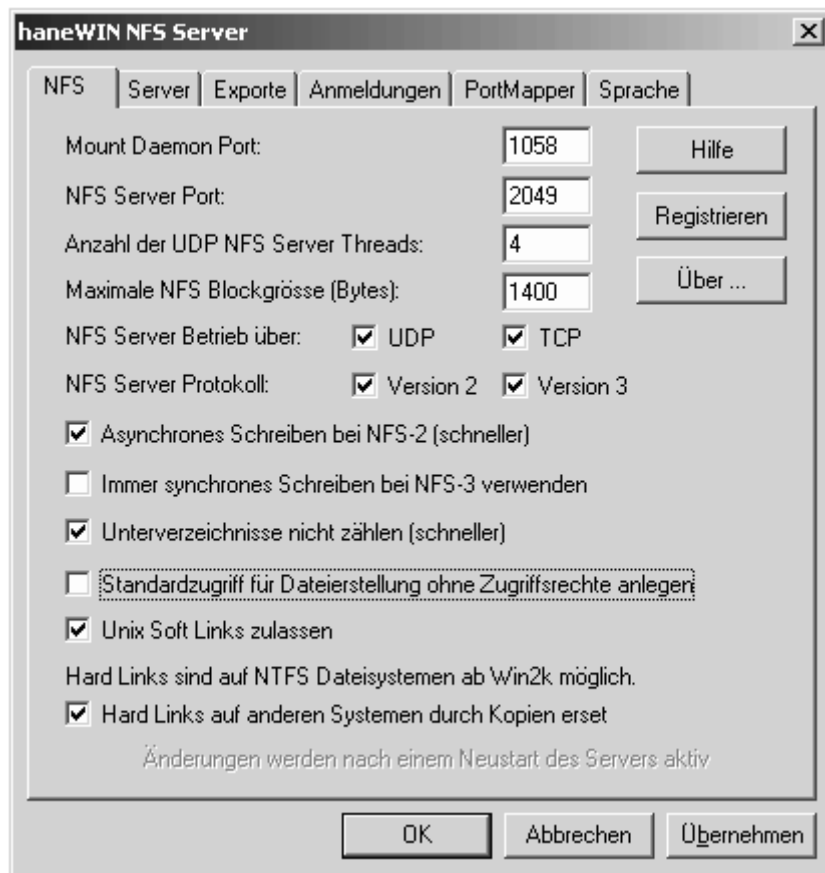 haneWIN NFS Server
NFS Server Exporte Anmeldungen PortMapper Sprache
Mount Daemon Port: 1058 Hilfe
NFS Server Port: 2049
Registrieren
Anzahl der UDP NFS Server Threads: 4
Maximale NFS Blockgrösse (Bytes): 1400 Über ...
NFS Server Betrieb über: UDP TCP
NFS Server Protokoll: Version 2 Version 3
Asynchrones Schreiben bei NFS-2 (schneller)
Immer synchrones Schreiben bei NFS-3 verwenden
Unterverzeichnisse nicht zählen (schneller)
Standardzugriff für Dateierstellung ohne Zugriffsrechte anlegen
Unix Soft Links zulassen
Hard Links sind auf NTFS Dateisystemen ab Win2k möglich.
Hard Links auf anderen Systemen durch Kopien erset
Änderungen werden nach einem Neustart des Servers aktiv
OK Abbrechen Übernehmen